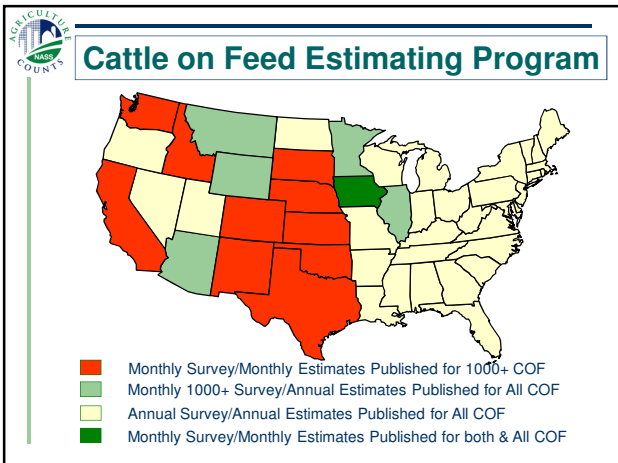 AGRICULTURE
NASS
COUNTS
Cattle on Feed Estimating Program
Monthly Survey/Monthly Estimates Published for 1000+ COF
Monthly 1000+ Survey/Annual Estimates Published for All COF
Annual Survey/Annual Estimates Published for All COF
Monthly Survey/Monthly Estimates Published for both & All COF